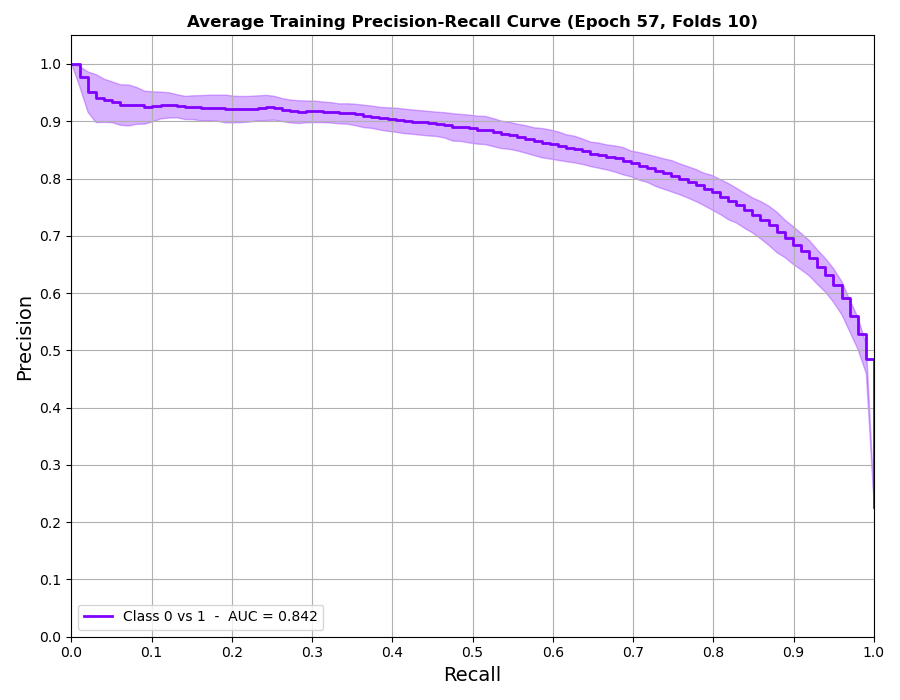 Average Training Precision-Recall Curve (Epoch 57, Folds 10)
Precision
1.0
0.9
0.8
0.7
0.6
0.5
0.4
0.3
0.2
0.1
0.0
Class 0 vs 1 - AUC = 0.842
0.0 0.1 0.2 0.3 0.4 0.5 0.6 0.7 0.8 0.9 1.0
Recall